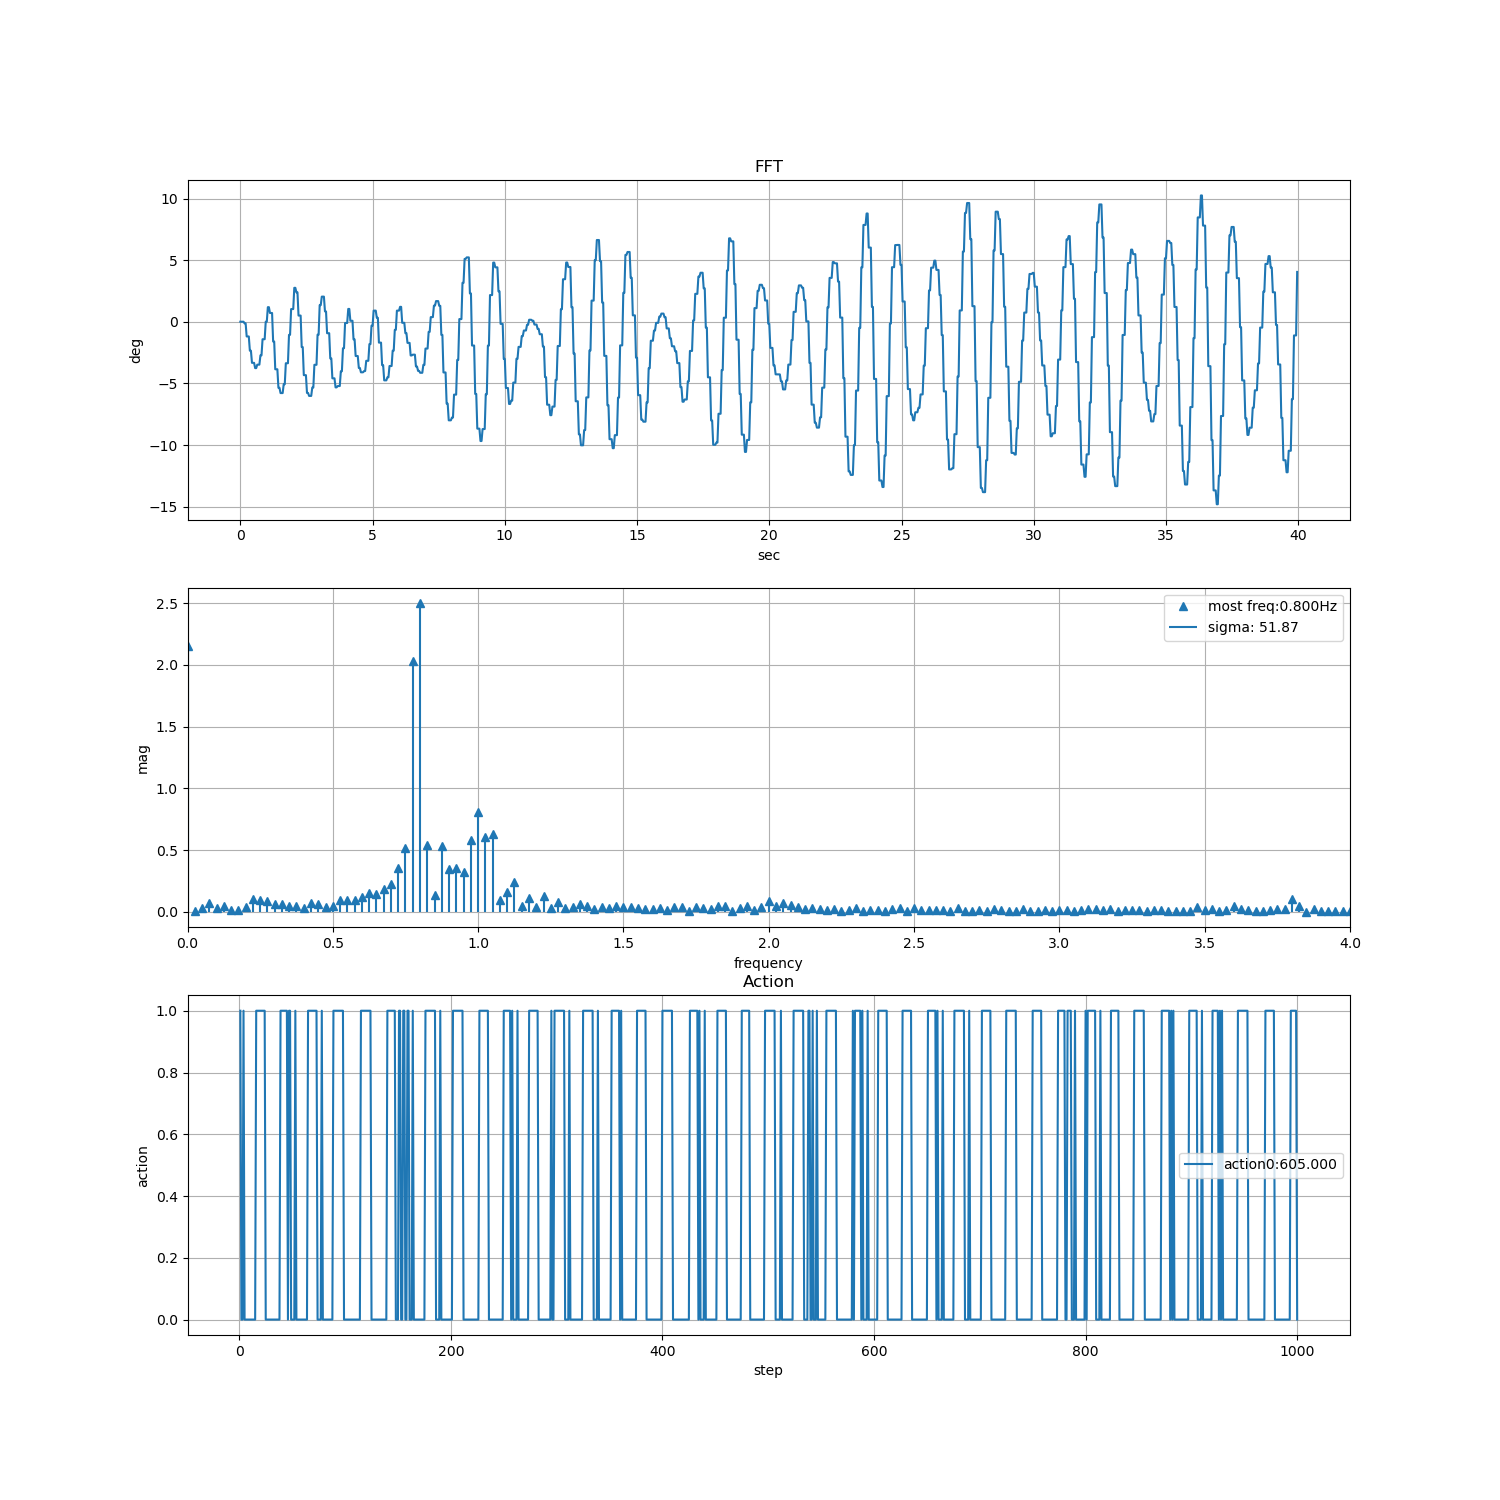 FFT
10
5
0
−5
−10
−15
deg
0 5 10 15 20 25 30 35 40
sec
most freq:0.800Hz
sigma: 51.87
2.5
2.0
1.5
1.0
0.5
0.0
mag
0.0 0.5 1.0 1.5 2.0 2.5 3.0 3.5 4.0
frequency
Action
1.0
0.8
0.6
0.4
0.2
0.0
action
action0:605.000
0 200 400 600 800 1000
step